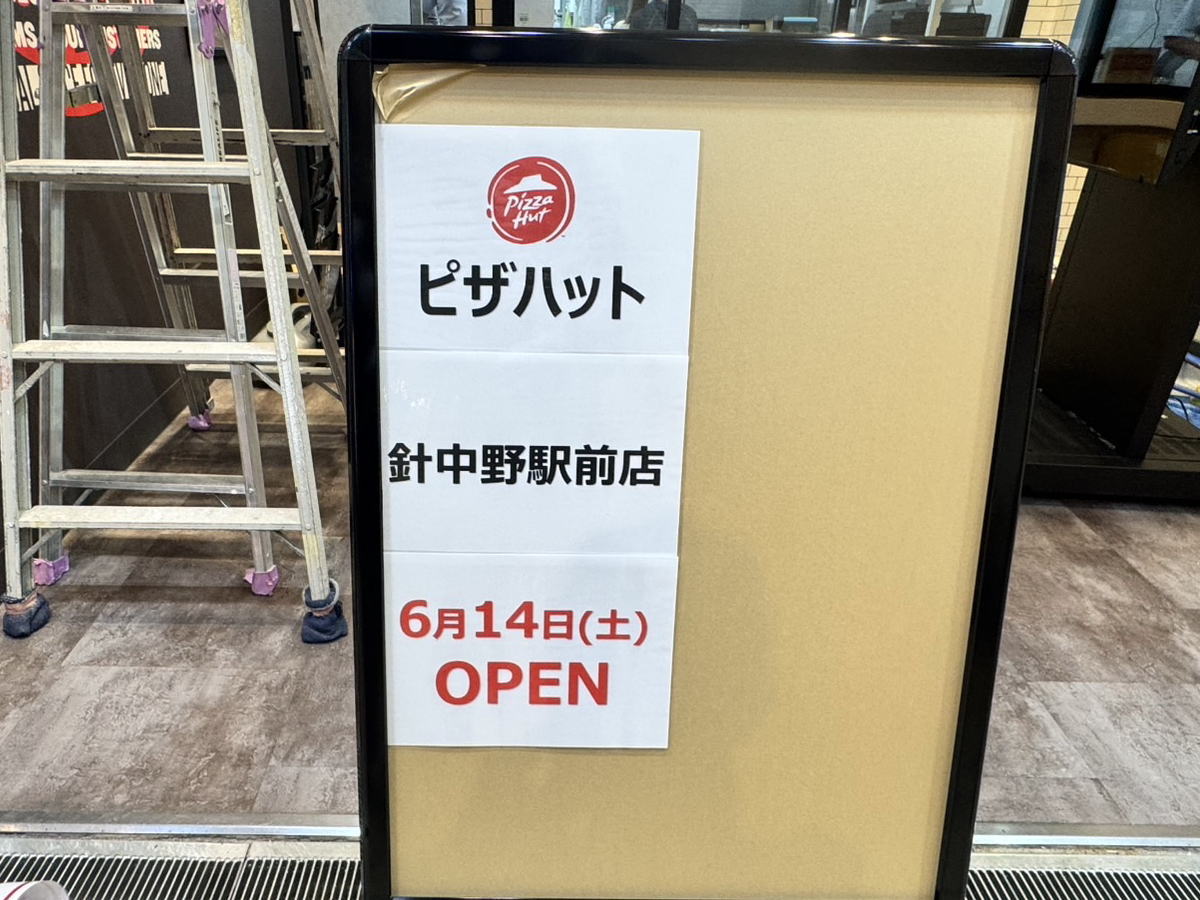 Pizza
Hut
ピザハット
針中野駅前店
6月14日(土)
OPEN